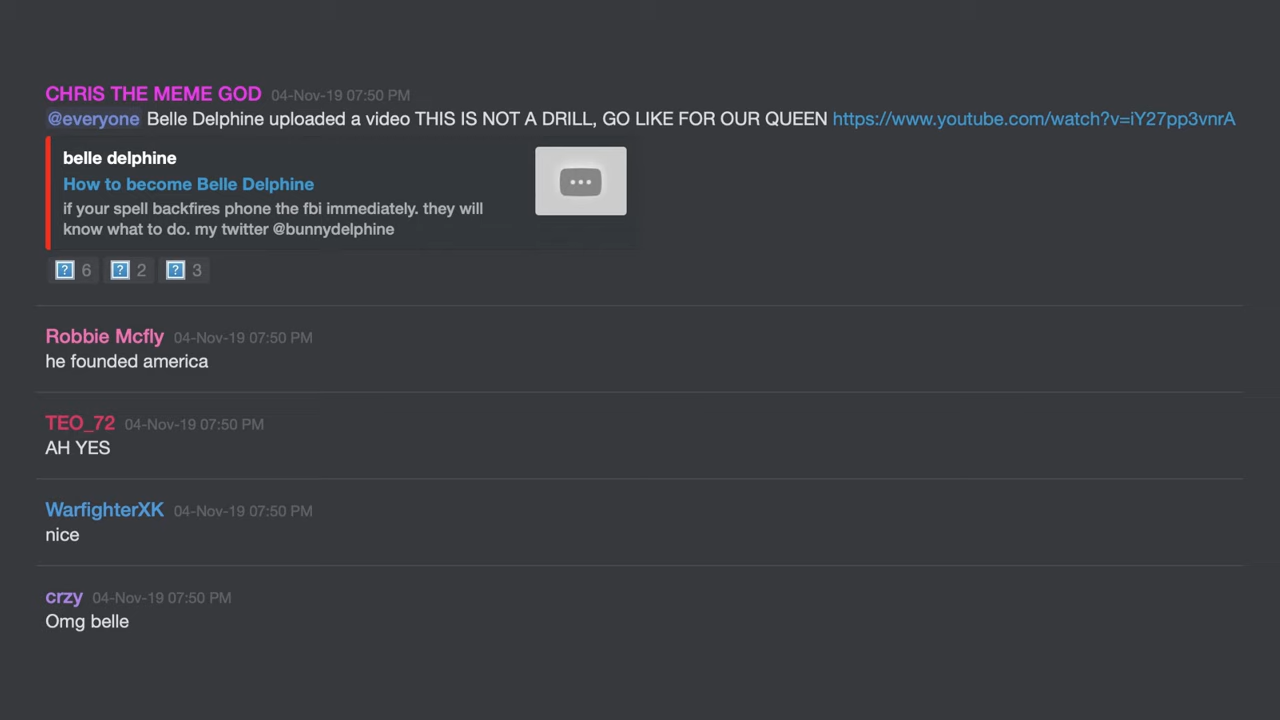 CHRIS THE MEME GOD 04-Nov-19 07:50 PM
@everyone Belle Delphine uploaded a video THIS IS NOT A DRILL, GO LIKE FOR OUR QUEEN https://www.youtube.com/watch?v=iY27pp3vnrA
belle delphine
How to become Belle Delphine
if your spell backfires phone the fbi immediately. they will
know what to do. my twitter @bunnydelphine
? 6 ? 2 ? 3
Robbie Mcfly 04-Nov-19 07:50 PM
he founded america
TEO_72 04-Nov-19 07:50 PM
AH YES
WarfighterXK 04-Nov-19 07:50 PM
nice
crzy 04-Nov-19 07:50 PM
Omg belle